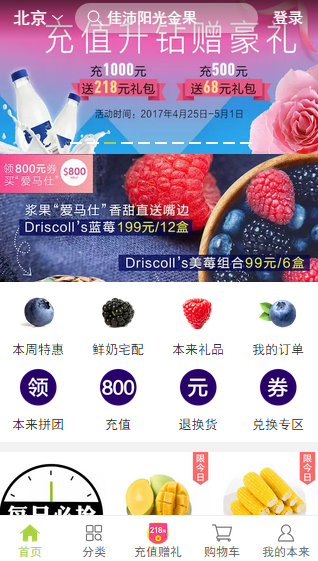 北京
佳沛阳光金果
登录
充值升钻赠豪礼
充1000元
送218元礼包
充500元
送68元礼包
活动时间：2017年4月25日-5月1日
领800元券
买“爱马仕”
$800
浆果“爱马仕”香甜直送嘴边
Driscoll's蓝莓199元/12盒
Driscoll's美莓组合99元/6盒
本周特惠
鲜奶宅配
本来礼品
我的订单
领
800
元
券
本来拼团
充值
退换货
兑换专区
限今日
限今日
每日必抢
首页
分类
218元
充值赠礼
购物车
我的本来